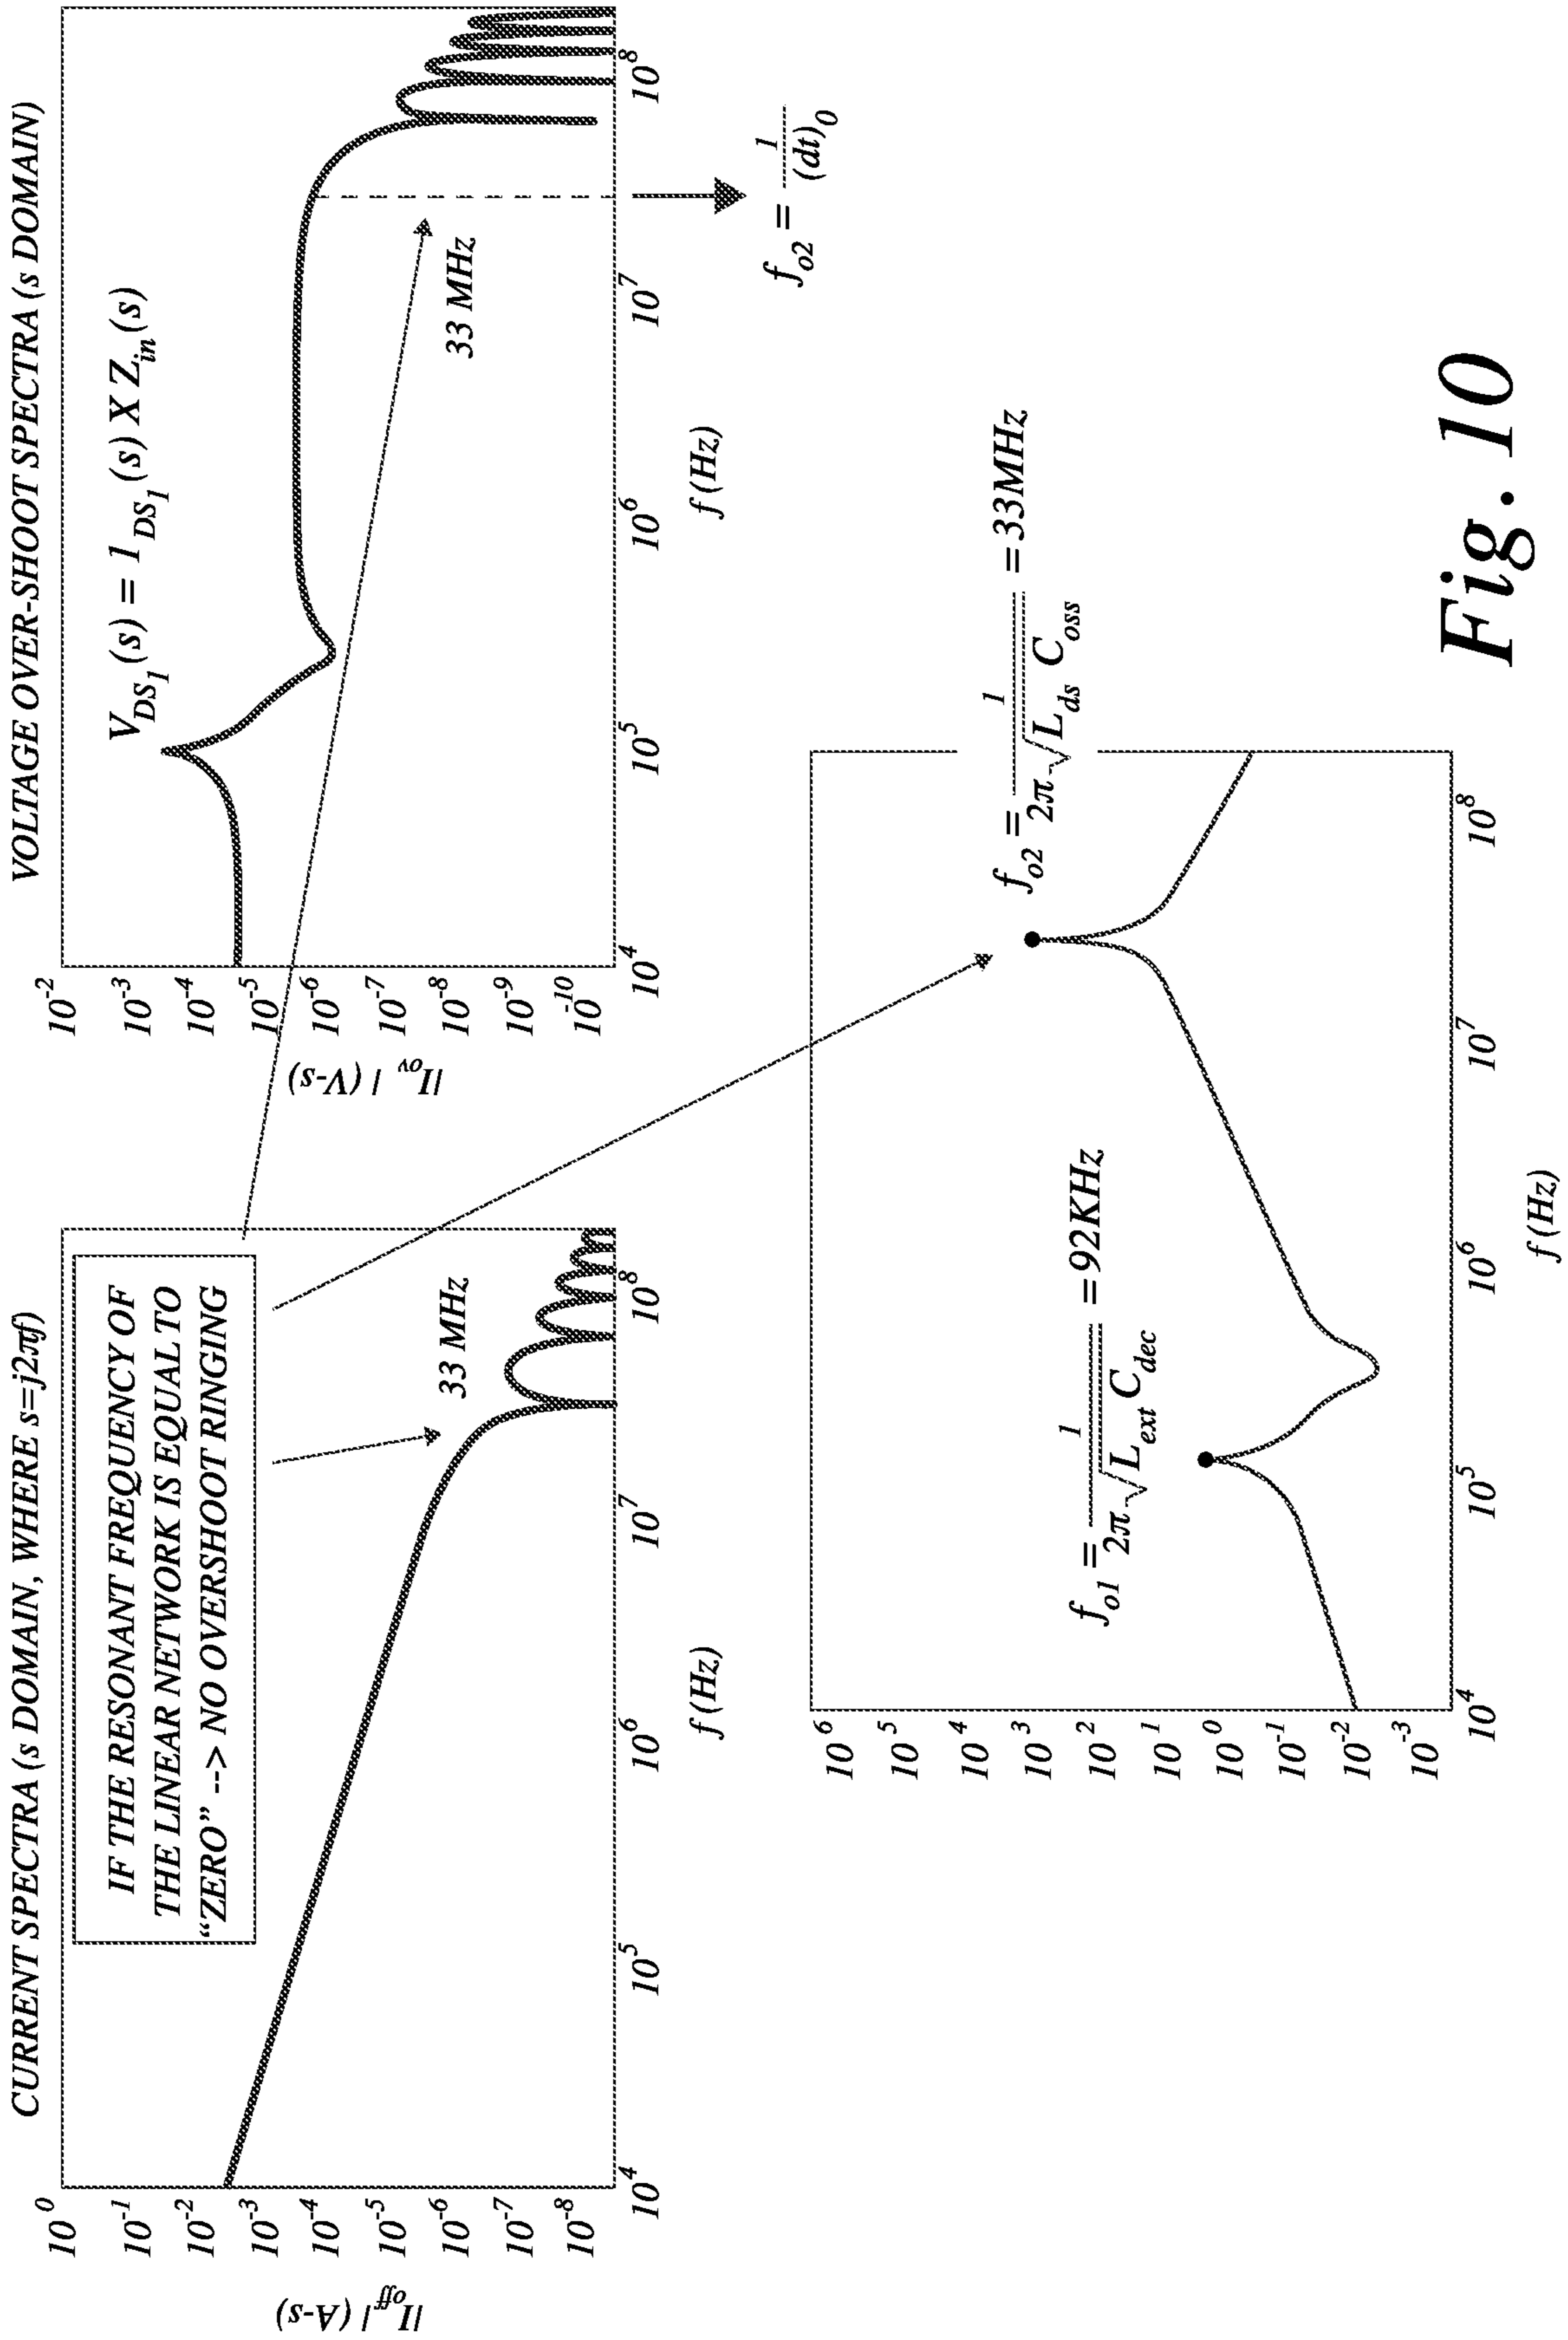 CURRENT SPECTRA (s DOMAIN, WHERE s=j2πf)
|I_off| (A-s)
10^0
10^-1
10^-2
10^-3
10^-4
10^-5
10^-6
10^-7
10^-8
IF THE RESONANT FREQUENCY OF
THE LINEAR NETWORK IS EQUAL TO
“ZERO” --> NO OVERSHOOT RINGING
33 MHz
10^4 10^5 10^6 10^7 10^8
f (Hz)
VOLTAGE OVER-SHOOT SPECTRA (s DOMAIN)
|I_ov| (V-s)
10^-2
10^-3
10^-4
10^-5
10^-6
10^-7
10^-8
10^-9
10^-10
V_DS_1(s) = 1_DS_1(s) X Z_in(s)
33 MHz
10^4 10^5 10^6 10^7 10^8
f (Hz)
f_o2 = 1/(dt)_0
10^6
10^5
10^4
10^3
10^2
10^1
10^0
10^-1
10^-2
10^-3
f_o1 = 1/2π√L_ext C_dec = 92KHz
f_o2 = 1/2π√L_ds C_oss = 33MHz
10^4 10^5 10^6 10^7 10^8
f (Hz)
Fig. 10